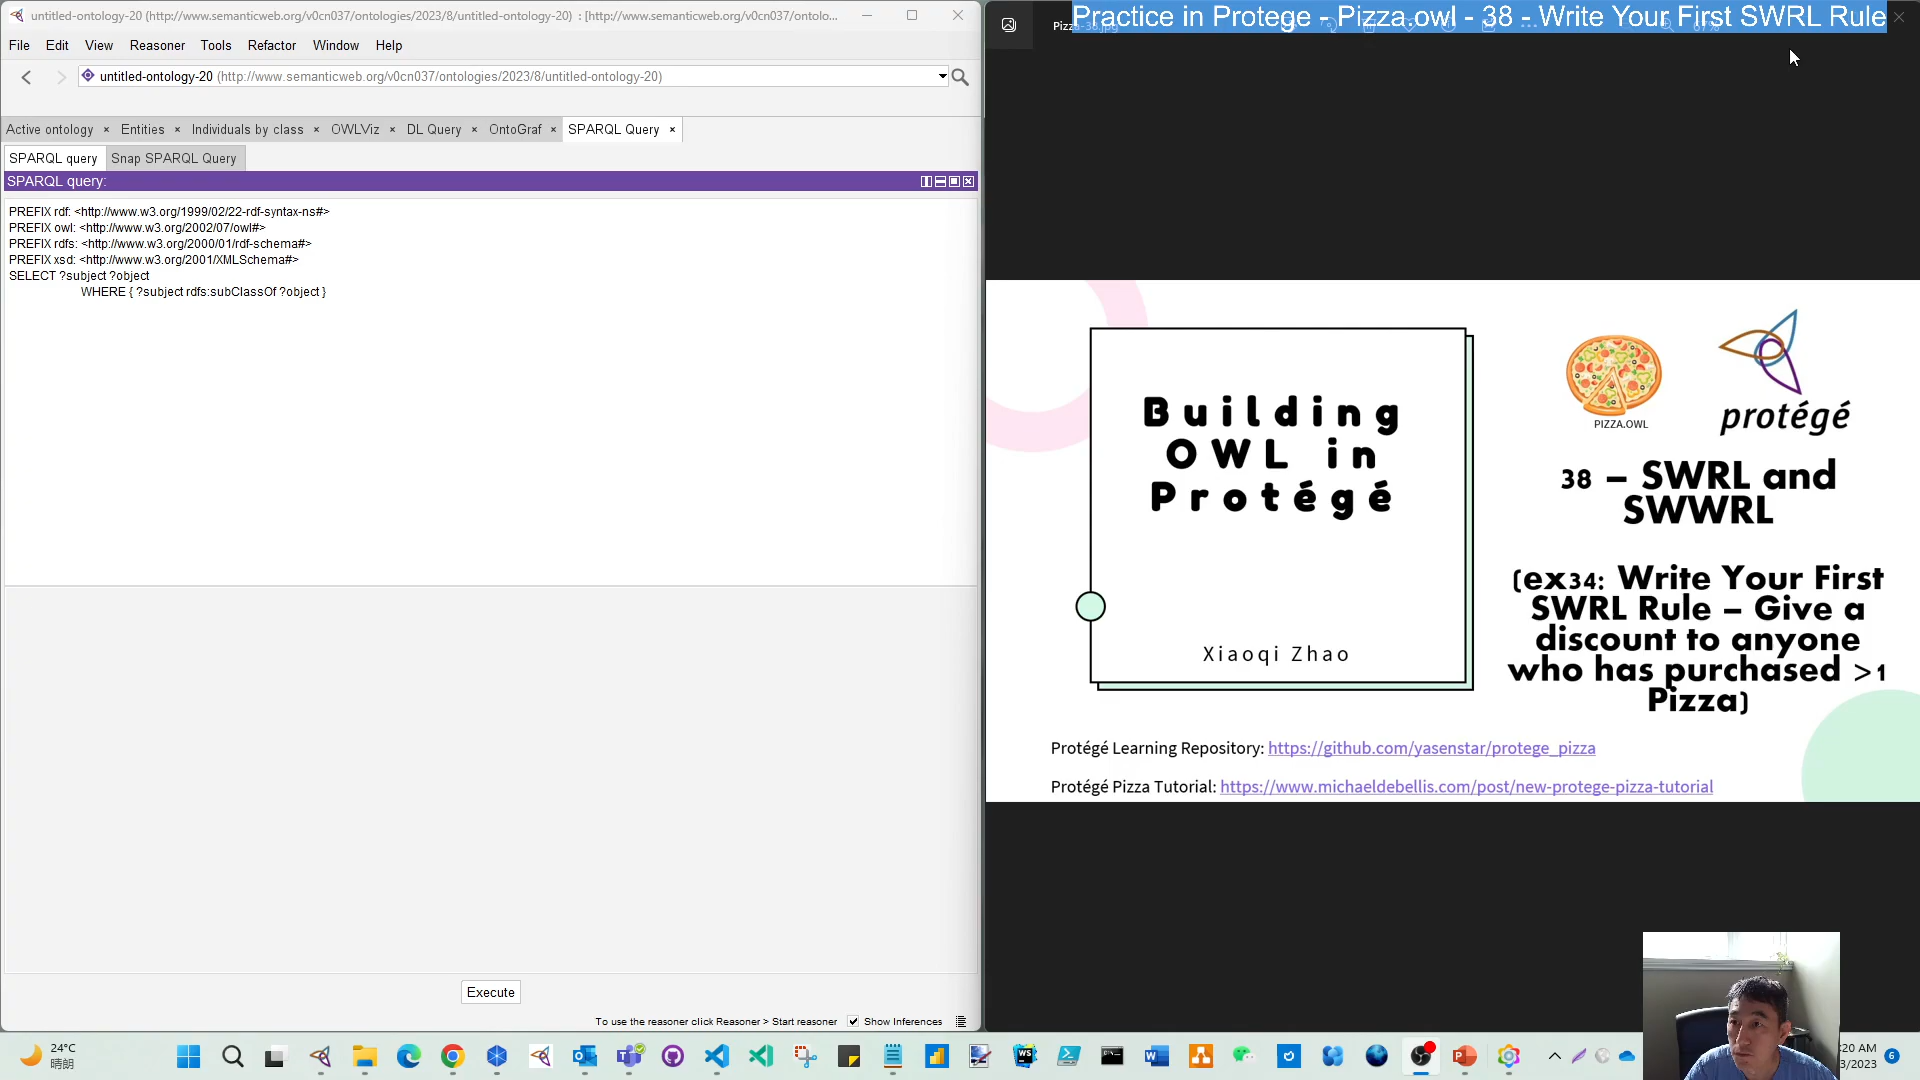 untitled-ontology-20 (http://www.semanticweb.org/v0cn037/ontologies/2023/8/untitled-ontology-20) : [http://www.semanticweb.org/v0cn037/ontolo...
File Edit View Reasoner Tools Refactor Window Help
untitled-ontology-20 (http://www.semanticweb.org/v0cn037/ontologies/2023/8/untitled-ontology-20)
Active ontology × Entities × Individuals by class × OWLViz × DL Query × OntoGraf × SPARQL Query ×
SPARQL query Snap SPARQL Query
SPARQL query:
PREFIX rdf: <http://www.w3.org/1999/02/22-rdf-syntax-ns#>
PREFIX owl: <http://www.w3.org/2002/07/owl#>
PREFIX rdfs: <http://www.w3.org/2000/01/rdf-schema#>
PREFIX xsd: <http://www.w3.org/2001/XMLSchema#>
SELECT ?subject ?object
WHERE { ?subject rdfs:subClassOf ?object }
Execute
To use the reasoner click Reasoner > Start reasoner Show Inferences
Practice in Protege - Pizza.owl - 38 - Write Your First SWRL Rule
Building
OWL in
Protégé
Xiaoqi Zhao
PIZZA.OWL
protégé
38 – SWRL and
SWWRL
(ex34: Write Your First
SWRL Rule – Give a
discount to anyone
who has purchased >1
Pizza)
Protégé Learning Repository: https://github.com/yasenstar/protege_pizza
Protégé Pizza Tutorial: https://www.michaeldebellis.com/post/new-protege-pizza-tutorial
24°C
晴朗
:20 AM
3/2023
6